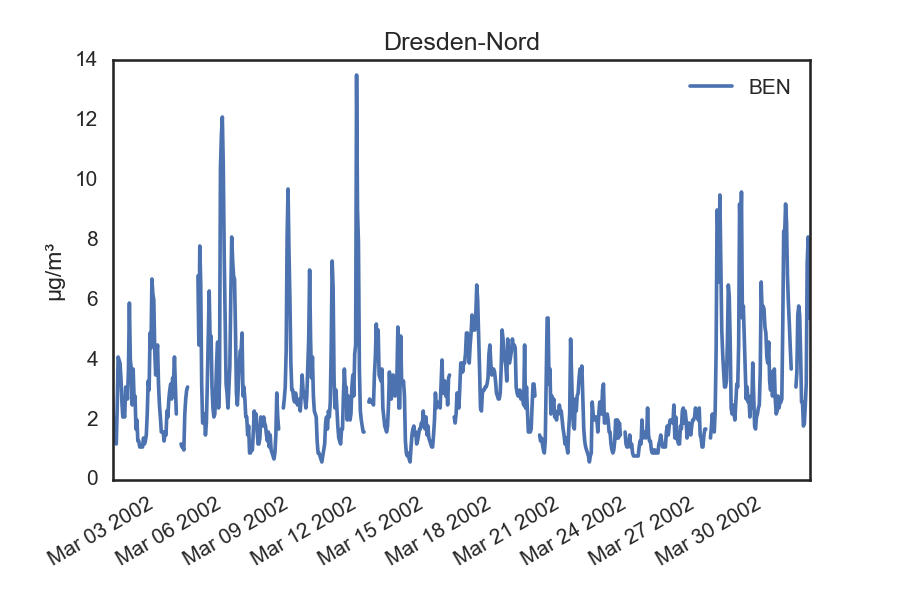 Dresden-Nord
BEN
µg/m³
14
12
10
8
6
4
2
0
Mar 03 2002
Mar 06 2002
Mar 09 2002
Mar 12 2002
Mar 15 2002
Mar 18 2002
Mar 21 2002
Mar 24 2002
Mar 27 2002
Mar 30 2002